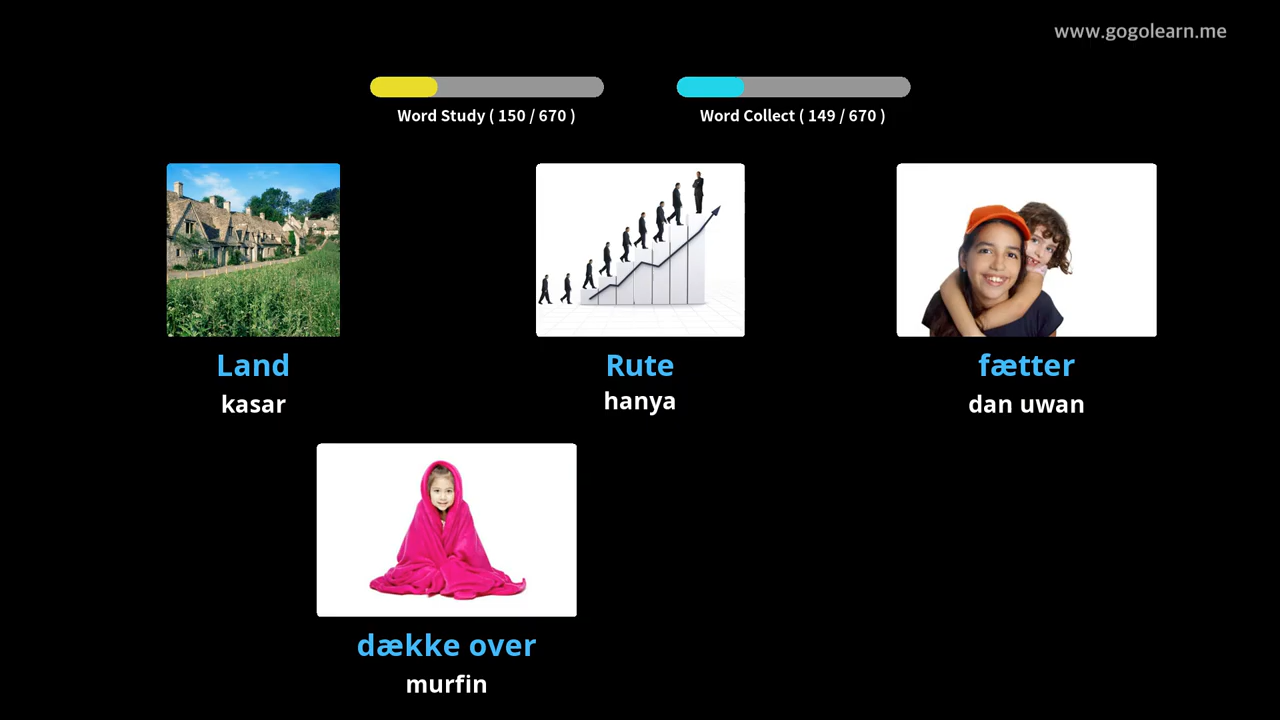 www.gogolearn.me
Word Study ( 150 / 670 )
Word Collect ( 149 / 670 )
Land
kasar
Rute
hanya
fætter
dan uwan
dække over
murfin